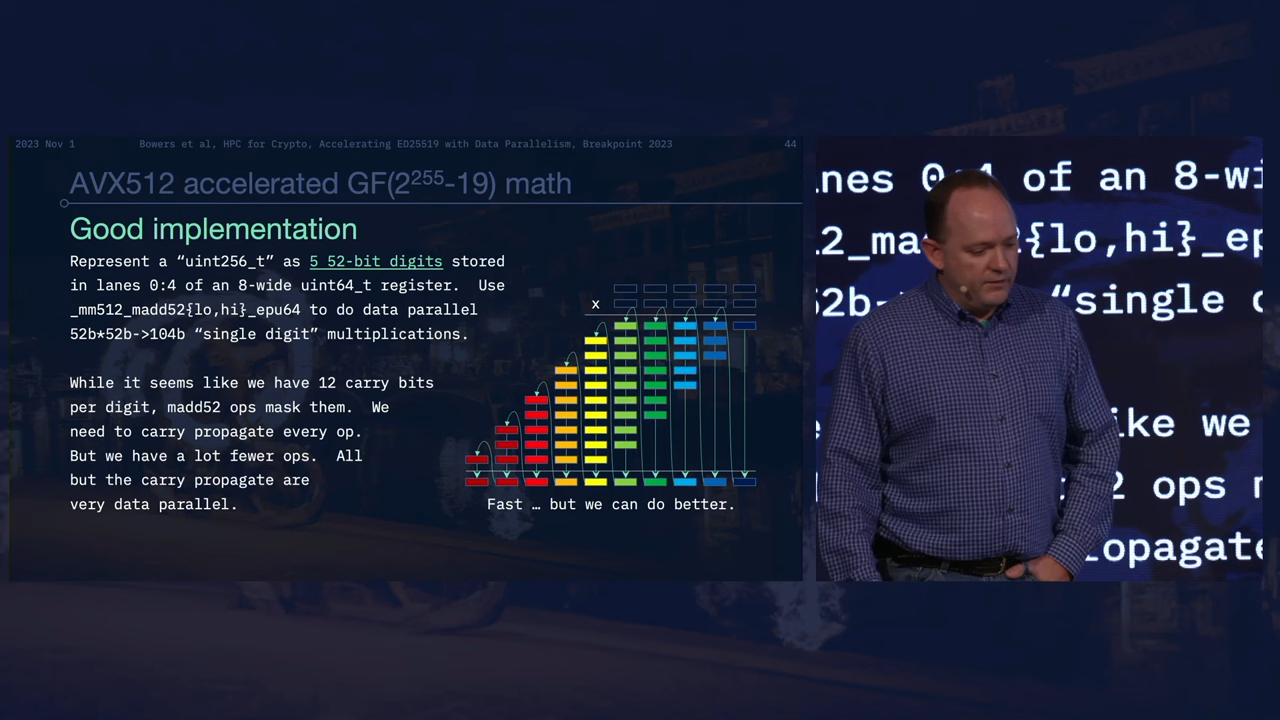 2023 Nov 1 Bowers et al, HPC for Crypto, Accelerating ED25519 with Data Parallelism, Breakpoint 2023 44
AVX512 accelerated GF(2²⁵⁵-19) math
Good implementation
Represent a “uint256_t” as 5 52-bit digits stored
in lanes 0:4 of an 8-wide uint64_t register. Use
_mm512_madd52{lo,hi}_epu64 to do data parallel
52b*52b->104b “single digit” multiplications.
While it seems like we have 12 carry bits
per digit, madd52 ops mask them. We
need to carry propagate every op.
But we have a lot fewer ops. All
but the carry propagate are
very data parallel.
x
Fast … but we can do better.
nes 0:4 of an 8-wi
{lo,hi}_ep
“single
ke we
2 ops
opagate